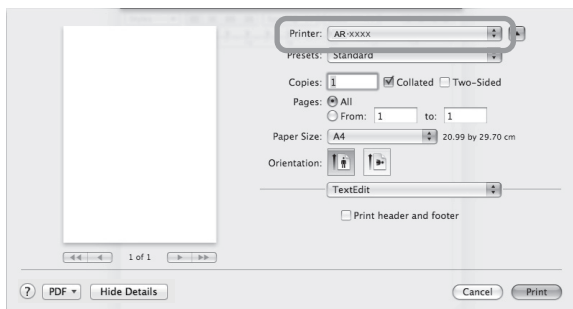 Printer: AR-xxxx
Presets: Standard
Copies: 1 Collated Two-Sided
Pages: All
From: 1 to: 1
Paper Size: A4 20.99 by 29.70 cm
Orientation:
TextEdit
Print header and footer
1 of 1
? PDF Hide Details Cancel Print